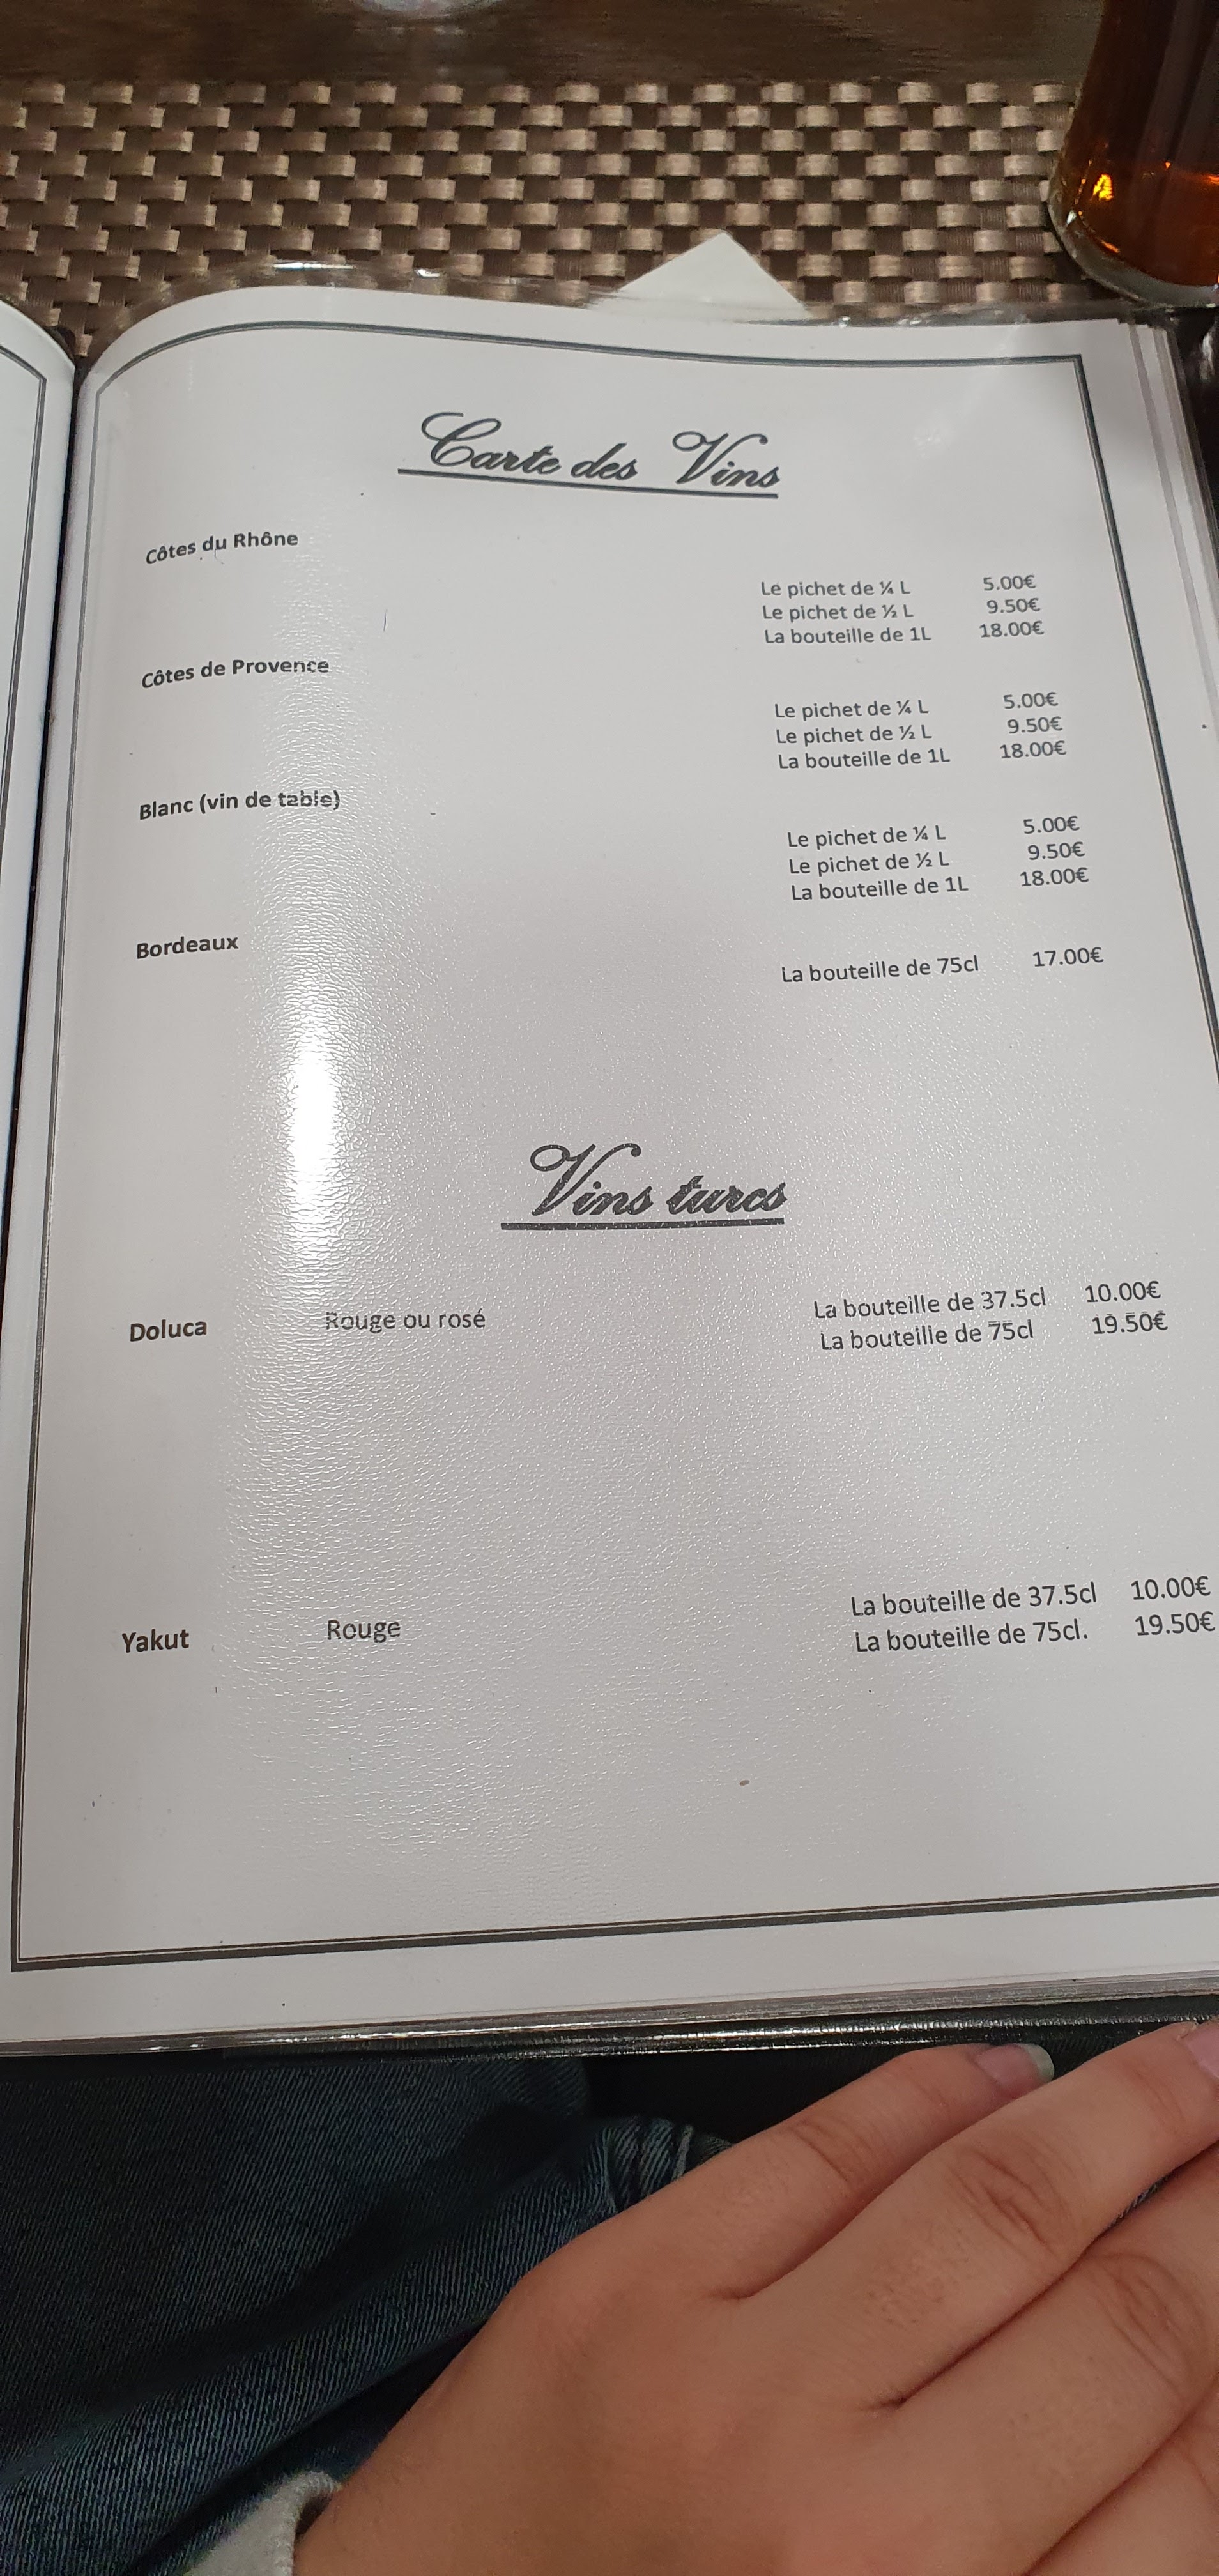 Carte des Vins
Côtes du Rhône
Le pichet de ¼ L 5.00€
Le pichet de ½ L 9.50€
La bouteille de 1L 18.00€
Côtes de Provence
Le pichet de ¼ L 5.00€
Le pichet de ½ L 9.50€
La bouteille de 1L 18.00€
Blanc (vin de table)
Le pichet de ¼ L 5.00€
Le pichet de ½ L 9.50€
La bouteille de 1L 18.00€
Bordeaux
La bouteille de 75cl 17.00€
Vins turcs
Doluca Rouge ou rosé La bouteille de 37.5cl 10.00€
La bouteille de 75cl 19.50€
Yakut Rouge La bouteille de 37.5cl 10.00€
La bouteille de 75cl. 19.50€